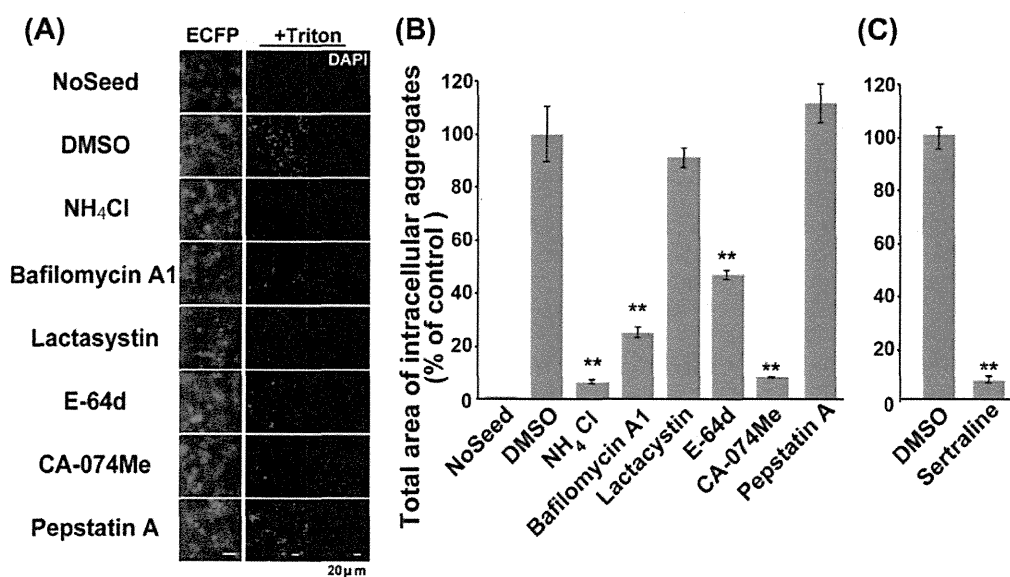 (A)
ECFP
+Triton
DAPI
NoSeed
DMSO
NH4Cl
Bafilomycin A1
Lactasystin
E-64d
CA-074Me
Pepstatin A
20μm
(B)
Total area of intracellular aggregates
(% of control )
120
100
80
60
40
20
0
**
**
**
**
NoSeed
DMSO
NH4 Cl
Bafilomycin A1
Lactacystin
E-64d
CA-074Me
Pepstatin A
(C)
120
100
80
60
40
20
0
**
DMSO
Sertraline